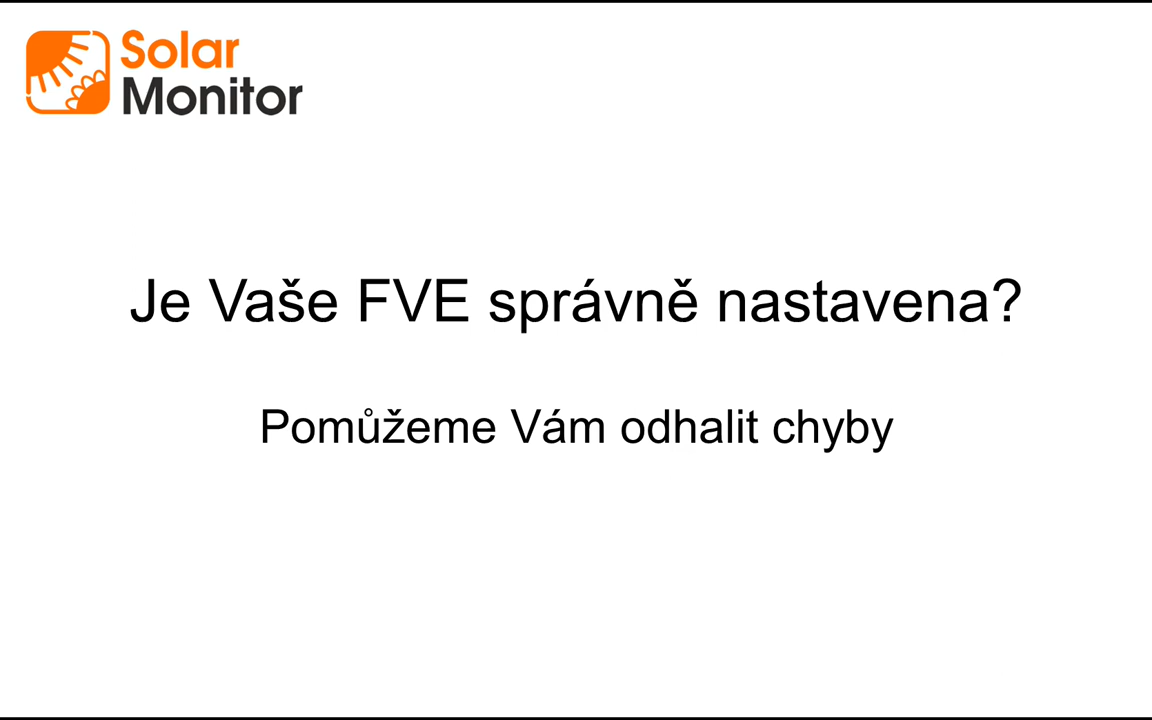 Solar
Monitor
Je Vaše FVE správně nastavena?
Pomůžeme Vám odhalit chyby